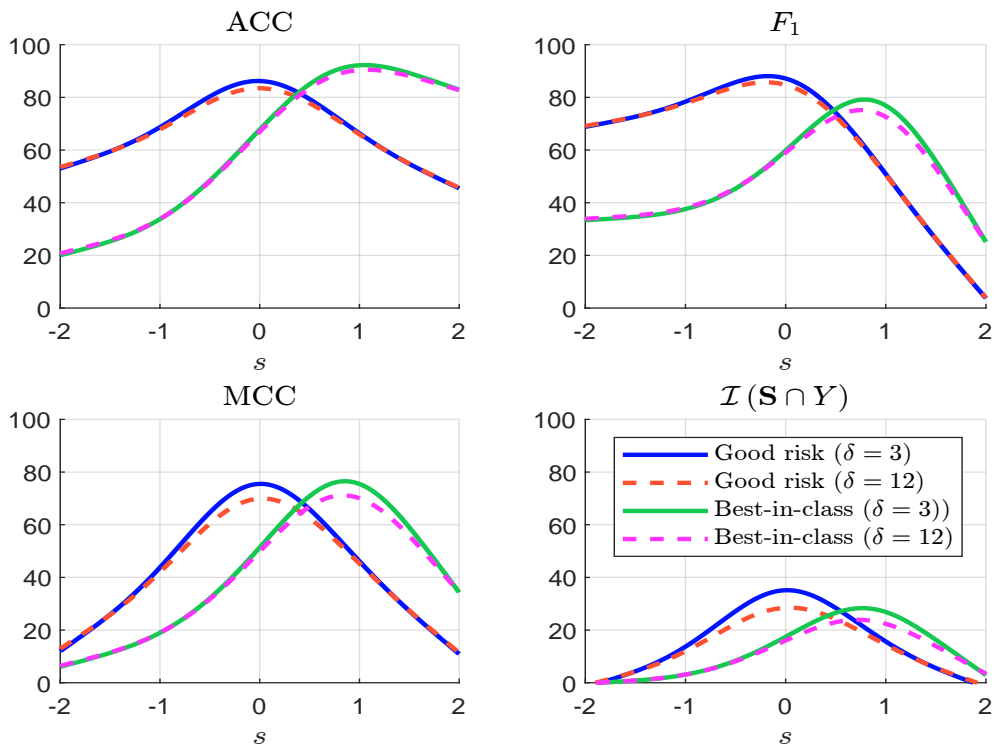 ACC
100
80
60
40
20
0
-2 -1 0 1 2
s
F₁
100
80
60
40
20
0
-2 -1 0 1 2
s
MCC
100
80
60
40
20
0
-2 -1 0 1 2
s
𝓘 (𝐒 ∩ Y)
100
80
60
40
20
0
Good risk (δ = 3)
Good risk (δ = 12)
Best-in-class (δ = 3))
Best-in-class (δ = 12)
-2 -1 0 1 2
s